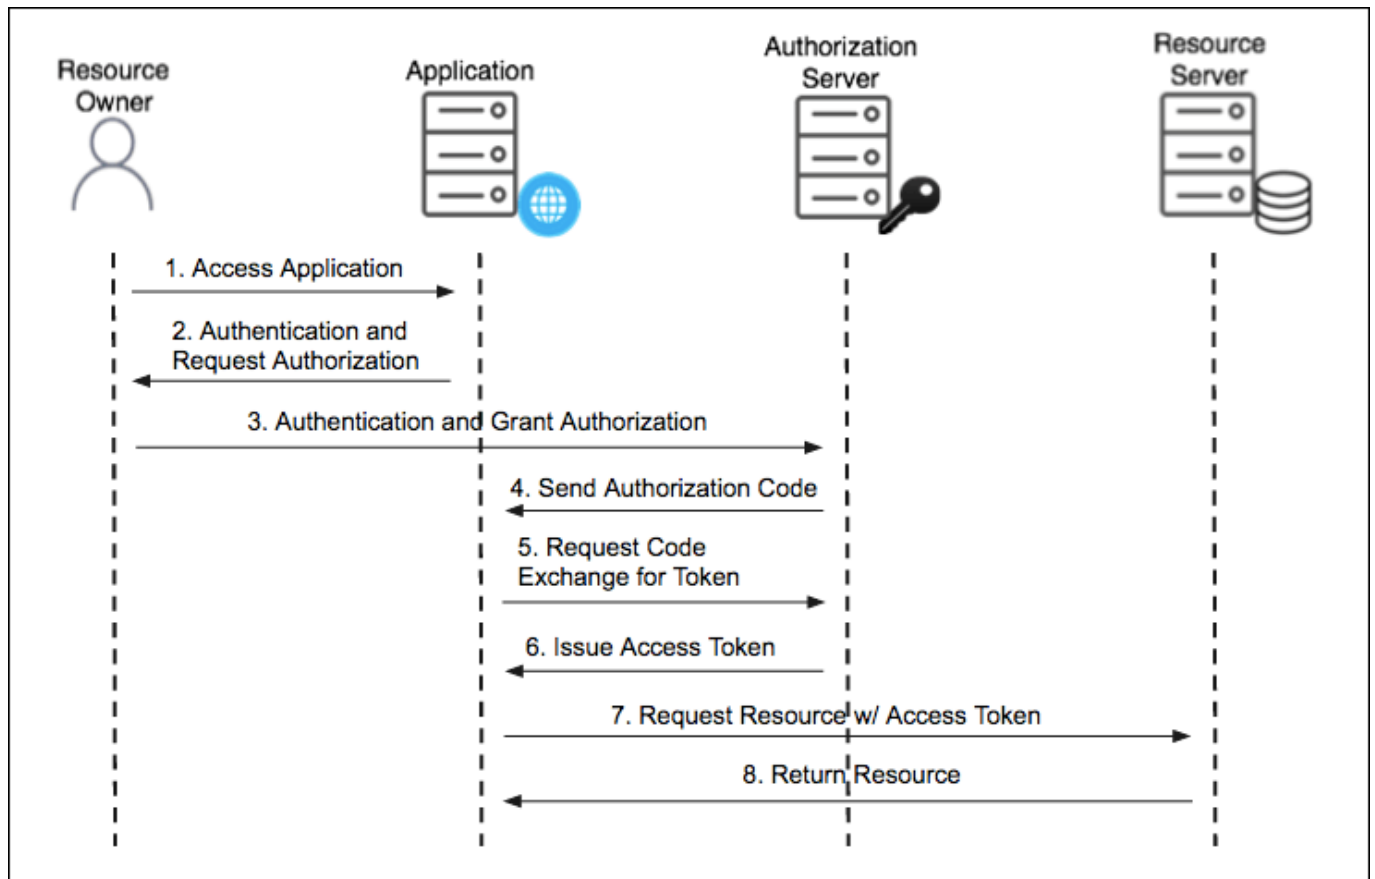 Resource
Owner
Application
Authorization
Server
Resource
Server
1. Access Application
2. Authentication and
Request Authorization
3. Authentication and Grant Authorization
4. Send Authorization Code
5. Request Code
Exchange for Token
6. Issue Access Token
7. Request Resource w/ Access Token
8. Return Resource